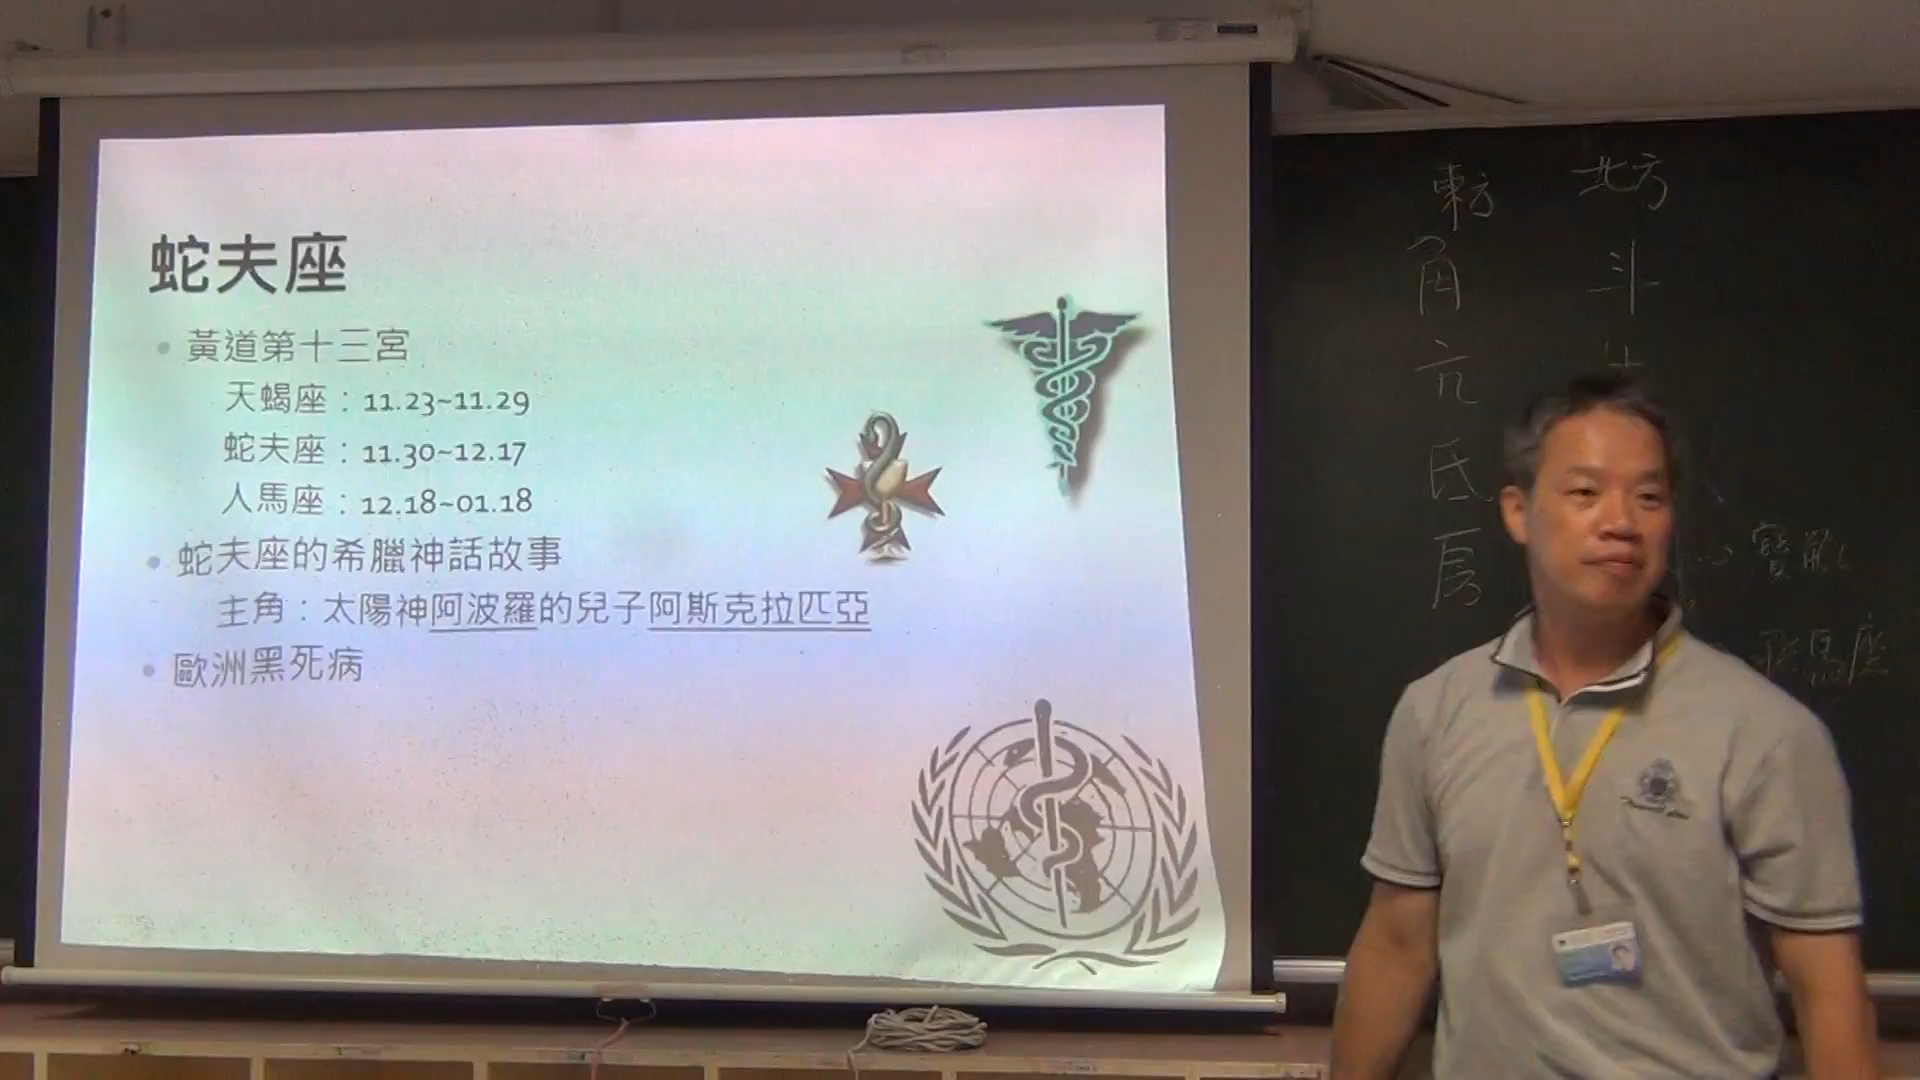 蛇夫座
黃道第十三宮
天蝎座：11.23~11.29
蛇夫座：11.30~12.17
人馬座：12.18~01.18
蛇夫座的希臘神話故事
主角：太陽神阿波羅的兒子阿斯克拉匹亞
歐洲黑死病
東方
角
亢
氐
房
北方
斗
馬座